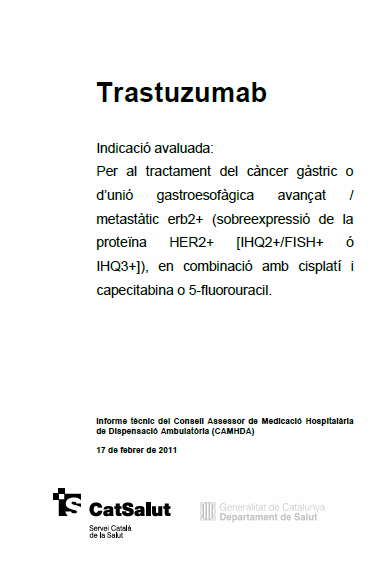 Trastuzumab
Indicació avaluada:
Per al tractament del càncer gàstric o
d'unió gastroesofàgica avançat /
metastàtic erb2+ (sobreexpressió de la
proteïna HER2+ [IHQ2+/FISH+ ó
IHQ3+]), en combinació amb cisplatí i
capecitabina o 5-fluorouracil.
Informe tècnic del Consell Assessor de Medicació Hospitalària
de Dispensació Ambulatòria (CAMHDA)
17 de febrer de 2011
CatSalut
Servei Català
de la Salut
Generalitat de Catalunya
Departament de Salut